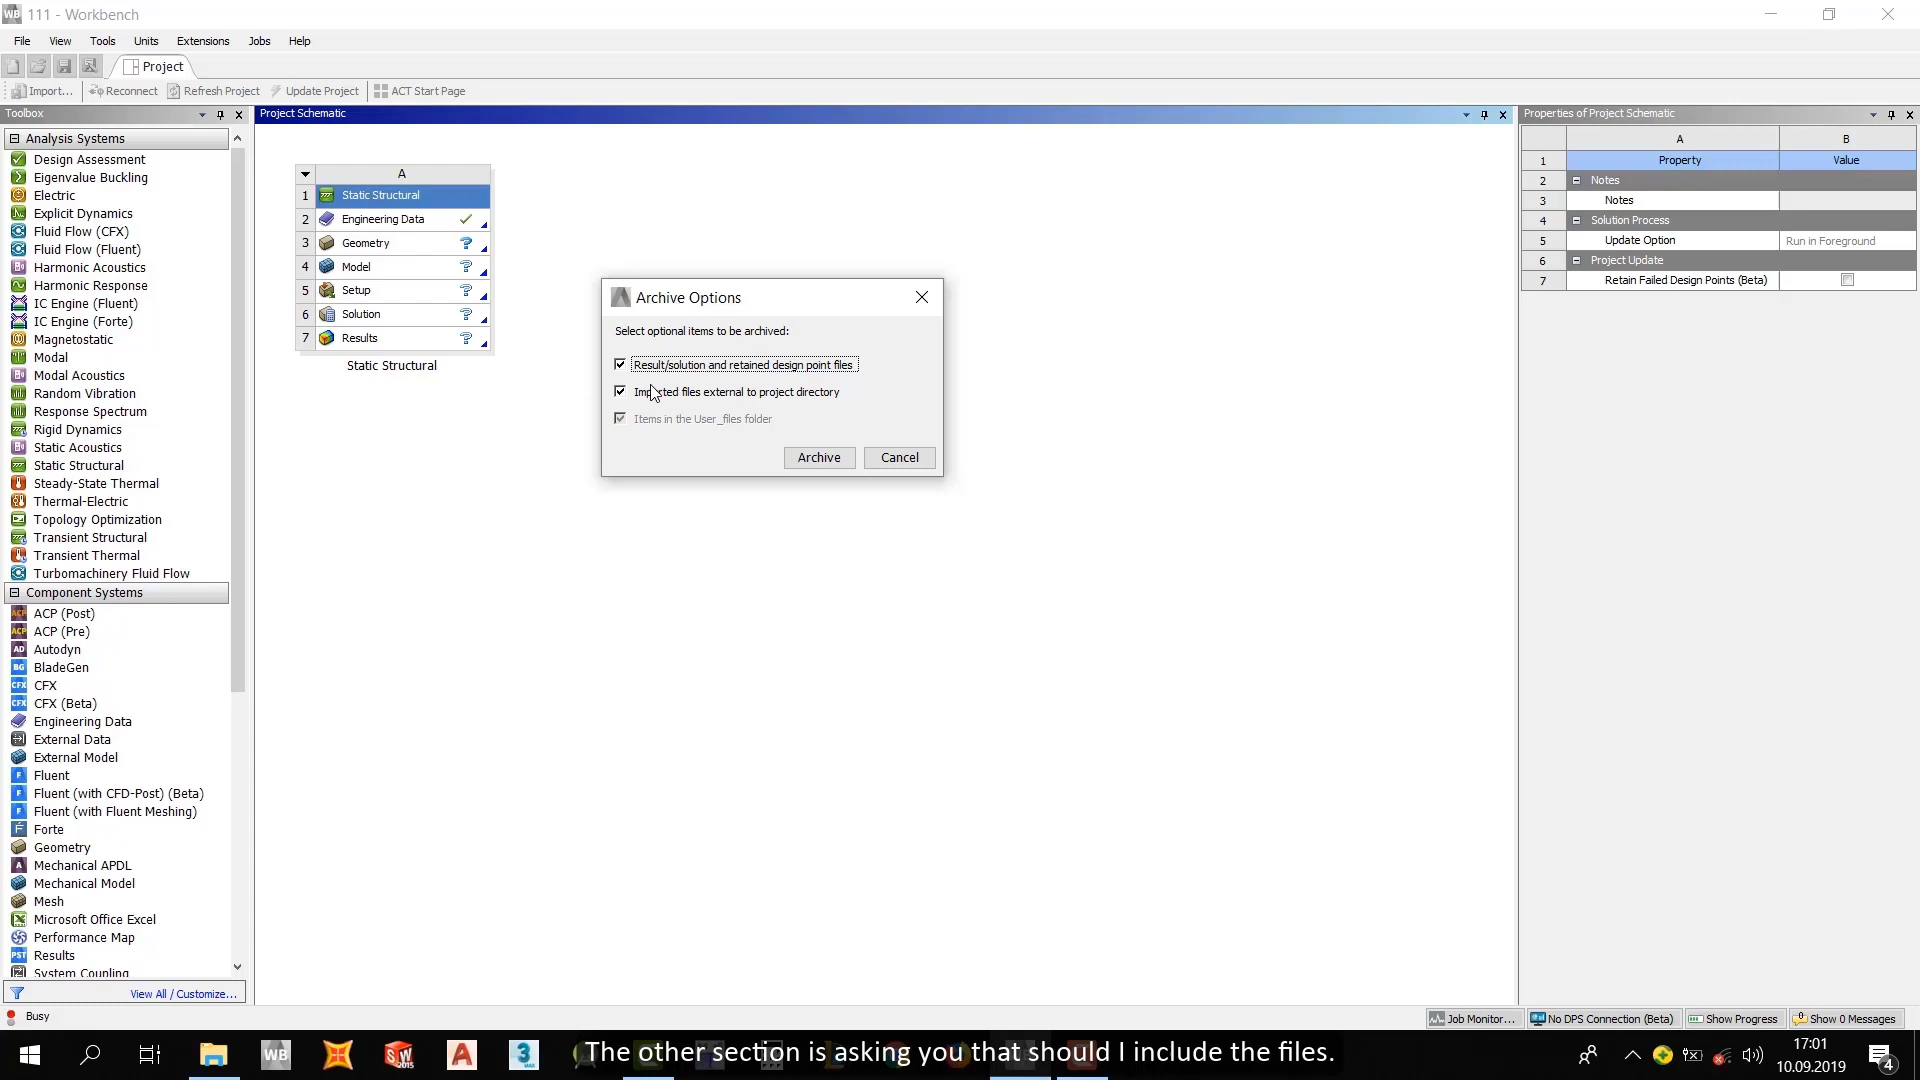 WB 111 - Workbench
File View Tools Units Extensions Jobs Help
Project
Import... Reconnect Refresh Project Update Project ACT Start Page
Toolbox
Analysis Systems
Design Assessment
Eigenvalue Buckling
Electric
Explicit Dynamics
Fluid Flow (CFX)
Fluid Flow (Fluent)
Harmonic Acoustics
Harmonic Response
IC Engine (Fluent)
IC Engine (Forte)
Magnetostatic
Modal
Modal Acoustics
Random Vibration
Response Spectrum
Rigid Dynamics
Static Acoustics
Static Structural
Steady-State Thermal
Thermal-Electric
Topology Optimization
Transient Structural
Transient Thermal
Turbomachinery Fluid Flow
Component Systems
ACP (Post)
ACP (Pre)
Autodyn
BladeGen
CFX
CFX (Beta)
Engineering Data
External Data
External Model
Fluent
Fluent (with CFD-Post) (Beta)
Fluent (with Fluent Meshing)
Forte
Geometry
Mechanical APDL
Mechanical Model
Mesh
Microsoft Office Excel
Performance Map
Results
System Coupling
View All / Customize...
Project Schematic
A
1 Static Structural
2 Engineering Data
3 Geometry ?
4 Model ?
5 Setup ?
6 Solution ?
7 Results ?
Static Structural
Archive Options
Select optional items to be archived:
Result/solution and retained design point files
Imported files external to project directory
Items in the User_files folder
Archive Cancel
Properties of Project Schematic
A B
1 Property Value
2 Notes
3 Notes
4 Solution Process
5 Update Option Run in Foreground
6 Project Update
7 Retain Failed Design Points (Beta)
Busy
Job Monitor... No DPS Connection (Beta) Show Progress Show 0 Messages
The other section is asking you that should I include the files.
17:01
10.09.2019
4